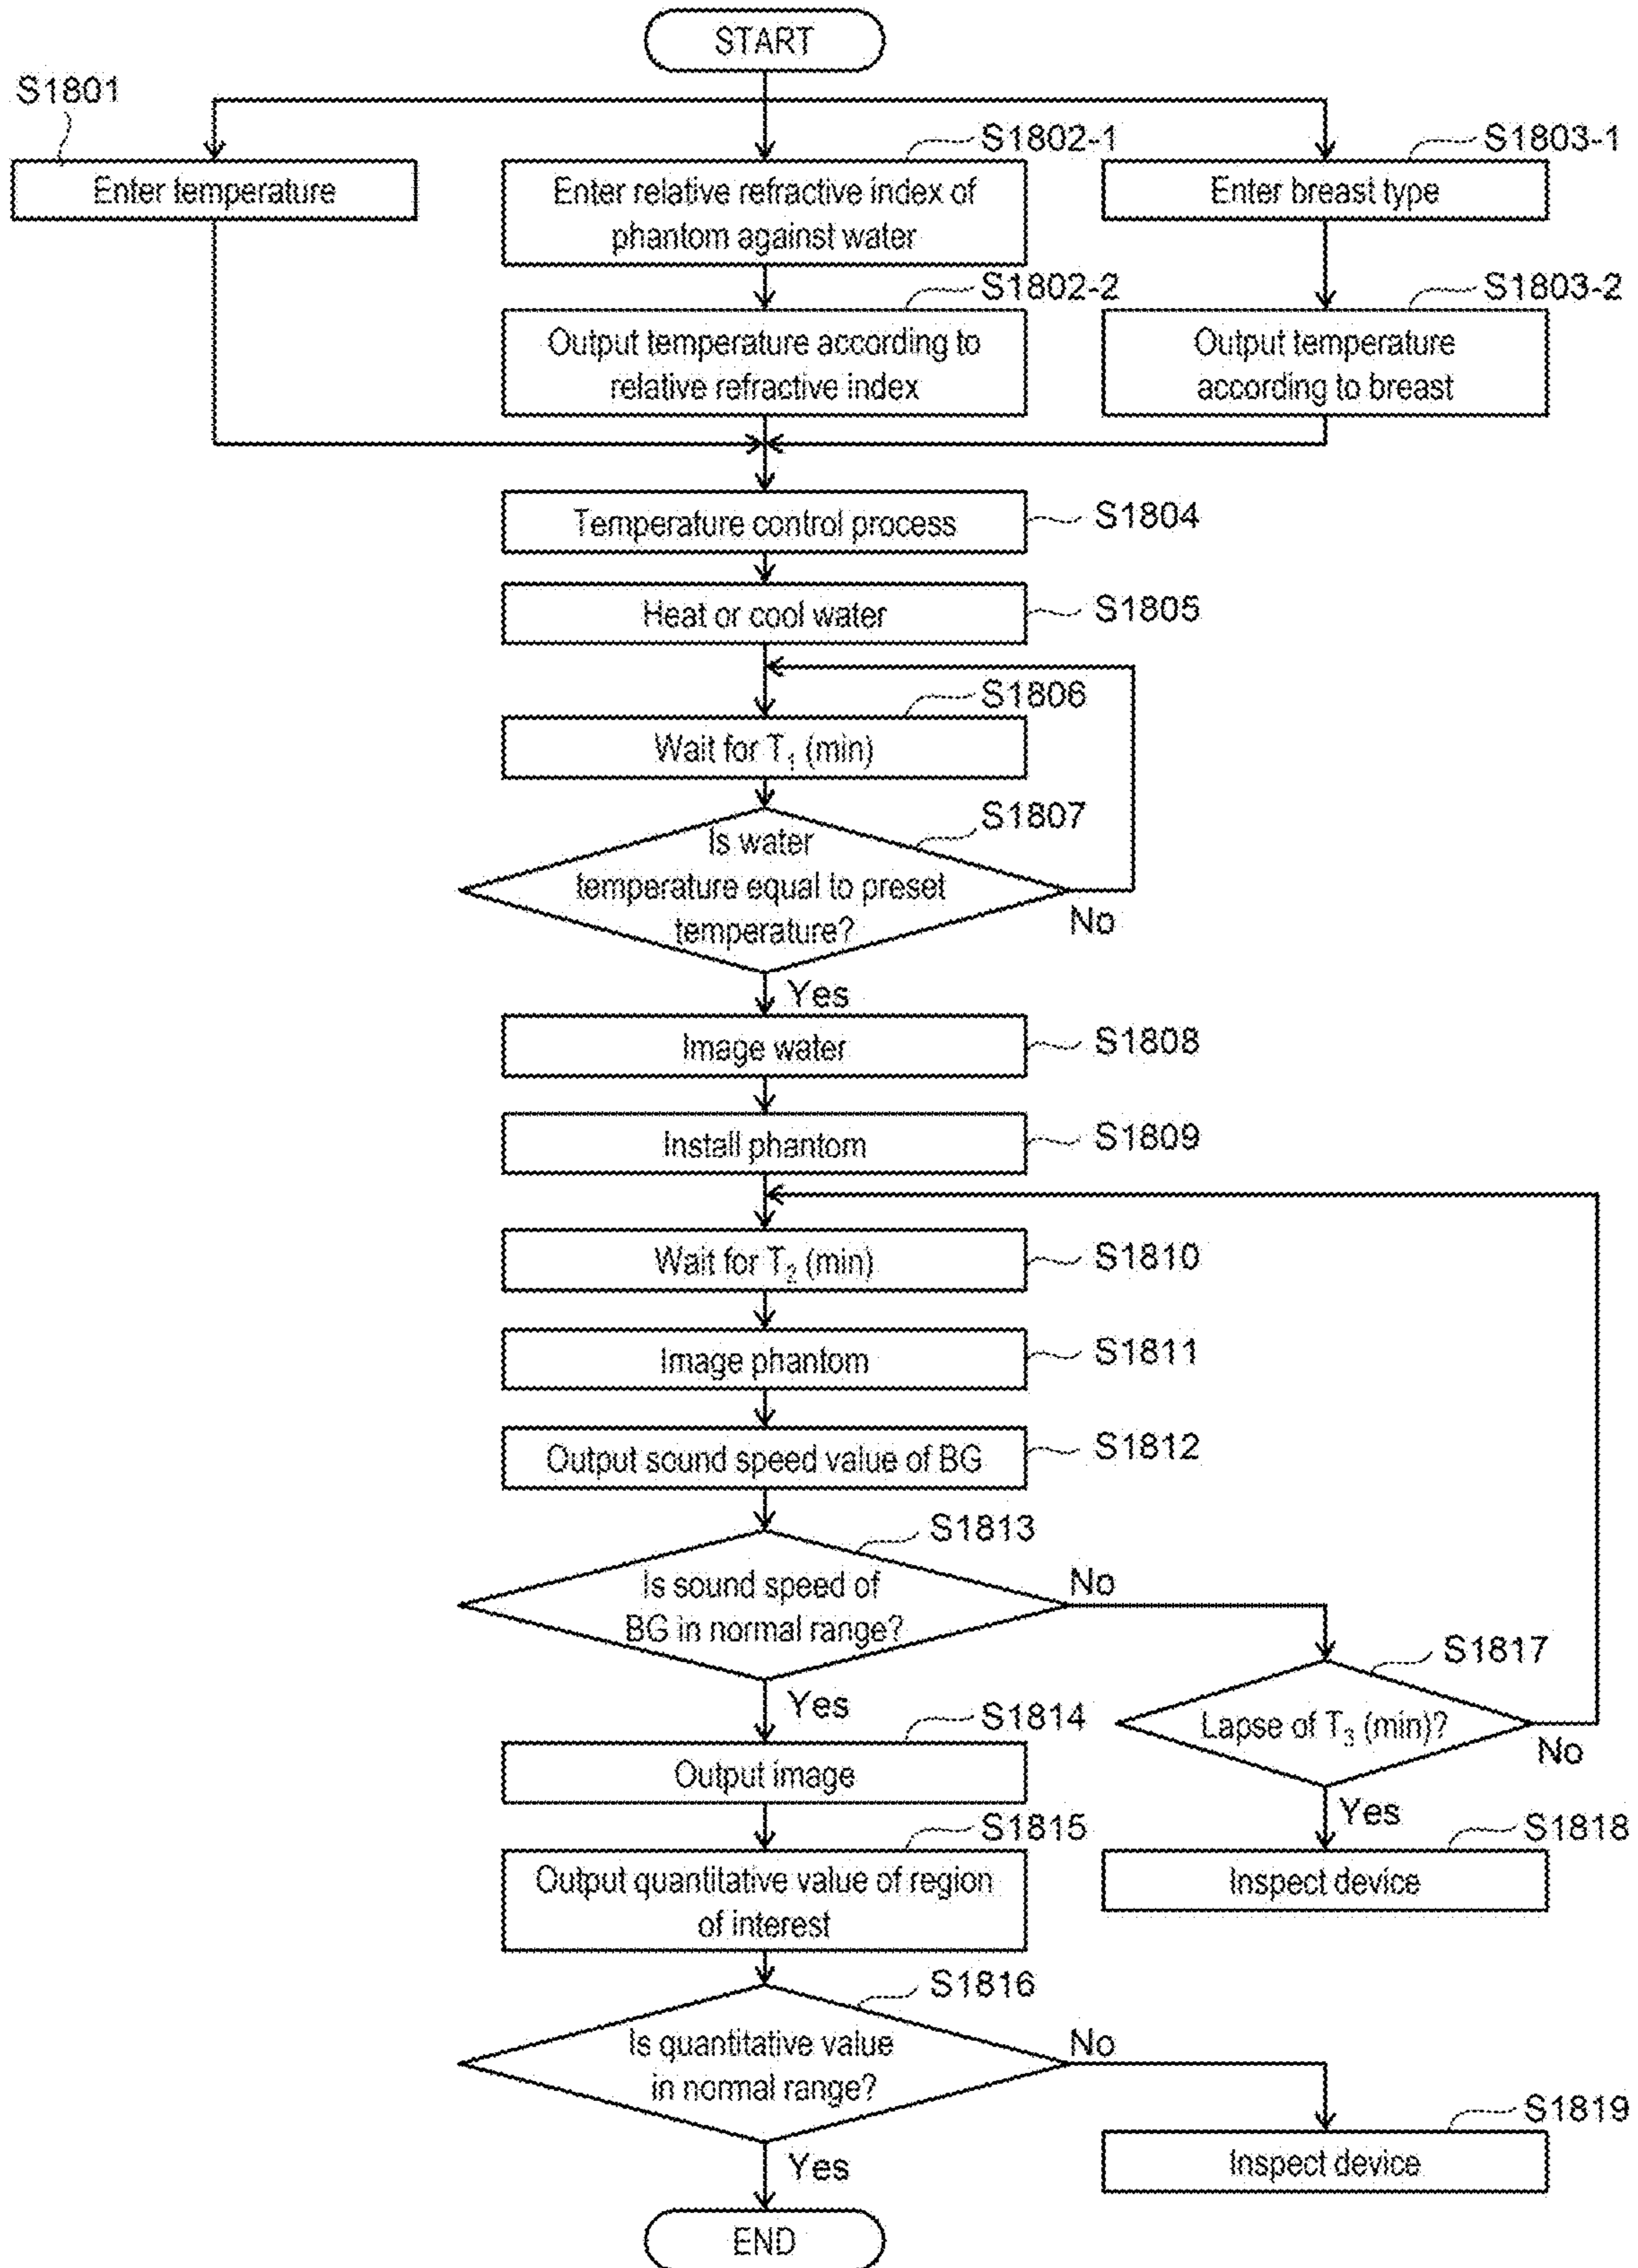 START
S1801
Enter temperature
S1802-1
Enter relative refractive index of
phantom against water
S1803-1
Enter breast type
S1802-2
Output temperature according to
relative refractive index
S1803-2
Output temperature
according to breast
Temperature control process
S1804
Heat or cool water
S1805
S1806
Wait for T₁ (min)
S1807
Is water
temperature equal to preset
temperature?
No
Yes
Image water
S1808
Install phantom
S1809
Wait for T₂ (min)
S1810
Image phantom
S1811
Output sound speed value of BG
S1812
S1813
Is sound speed of
BG in normal range?
No
Yes
S1817
Lapse of T₃ (min)?
No
Yes
S1814
Output image
S1815
Output quantitative value of region
of interest
S1818
Inspect device
S1816
Is quantitative value
in normal range?
No
Yes
S1819
Inspect device
END